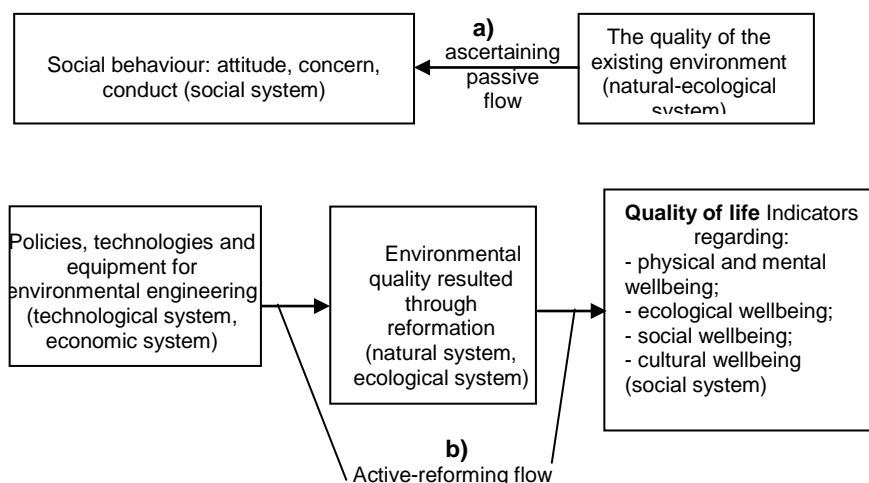 Social behaviour: attitude, concern,
conduct (social system)
a)
ascertaining
passive
flow
The quality of the
existing environment
(natural-ecological
system)
Policies, technologies and
equipment for
environmental engineering
(technological system,
economic system)
Environmental
quality resulted
through
reformation
(natural system,
ecological system)
Quality of life Indicators
regarding:
- physical and mental
wellbeing;
- ecological wellbeing;
- social wellbeing;
- cultural wellbeing
(social system)
b)
Active-reforming flow